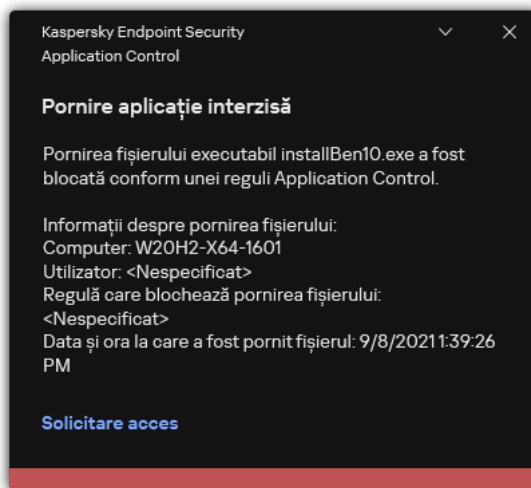 Kaspersky Endpoint Security
Application Control
Pornire aplicație interzisă
Pornirea fișierului executabil installBen10.exe a fost
blocată conform unei reguli Application Control.
Informații despre pornirea fișierului:
Computer: W20H2-X64-1601
Utilizator: <Nespecificat>
Regulă care blochează pornirea fișierului:
<Nespecificat>
Data și ora la care a fost pornit fișierul: 9/8/2021 1:39:26
PM
Solicitare acces